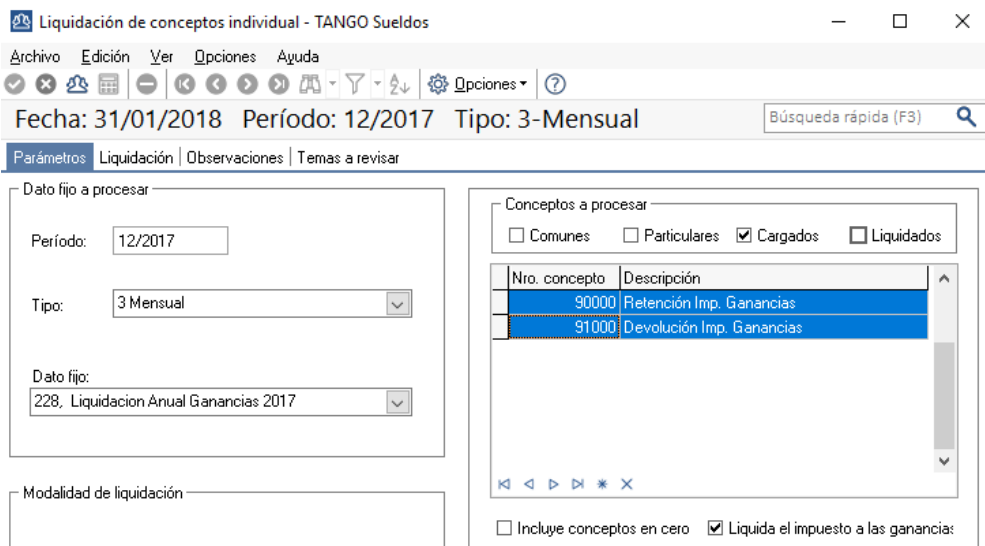 Liquidación de conceptos individual - TANGO Sueldos
Archivo Edición Ver Opciones Ayuda
Opciones
Fecha: 31/01/2018 Período: 12/2017 Tipo: 3-Mensual
Búsqueda rápida (F3)
Parámetros Liquidación Observaciones Temas a revisar
Dato fijo a procesar
Período: 12/2017
Tipo: 3 Mensual
Dato fijo:
228, Liquidacion Anual Ganancias 2017
Modalidad de liquidación
Conceptos a procesar
Comunes Particulares Cargados Liquidados
Nro. concepto Descripción
90000 Retención Imp. Ganancias
91000 Devolución Imp. Ganancias
Incluye conceptos en cero Liquida el impuesto a las ganancias